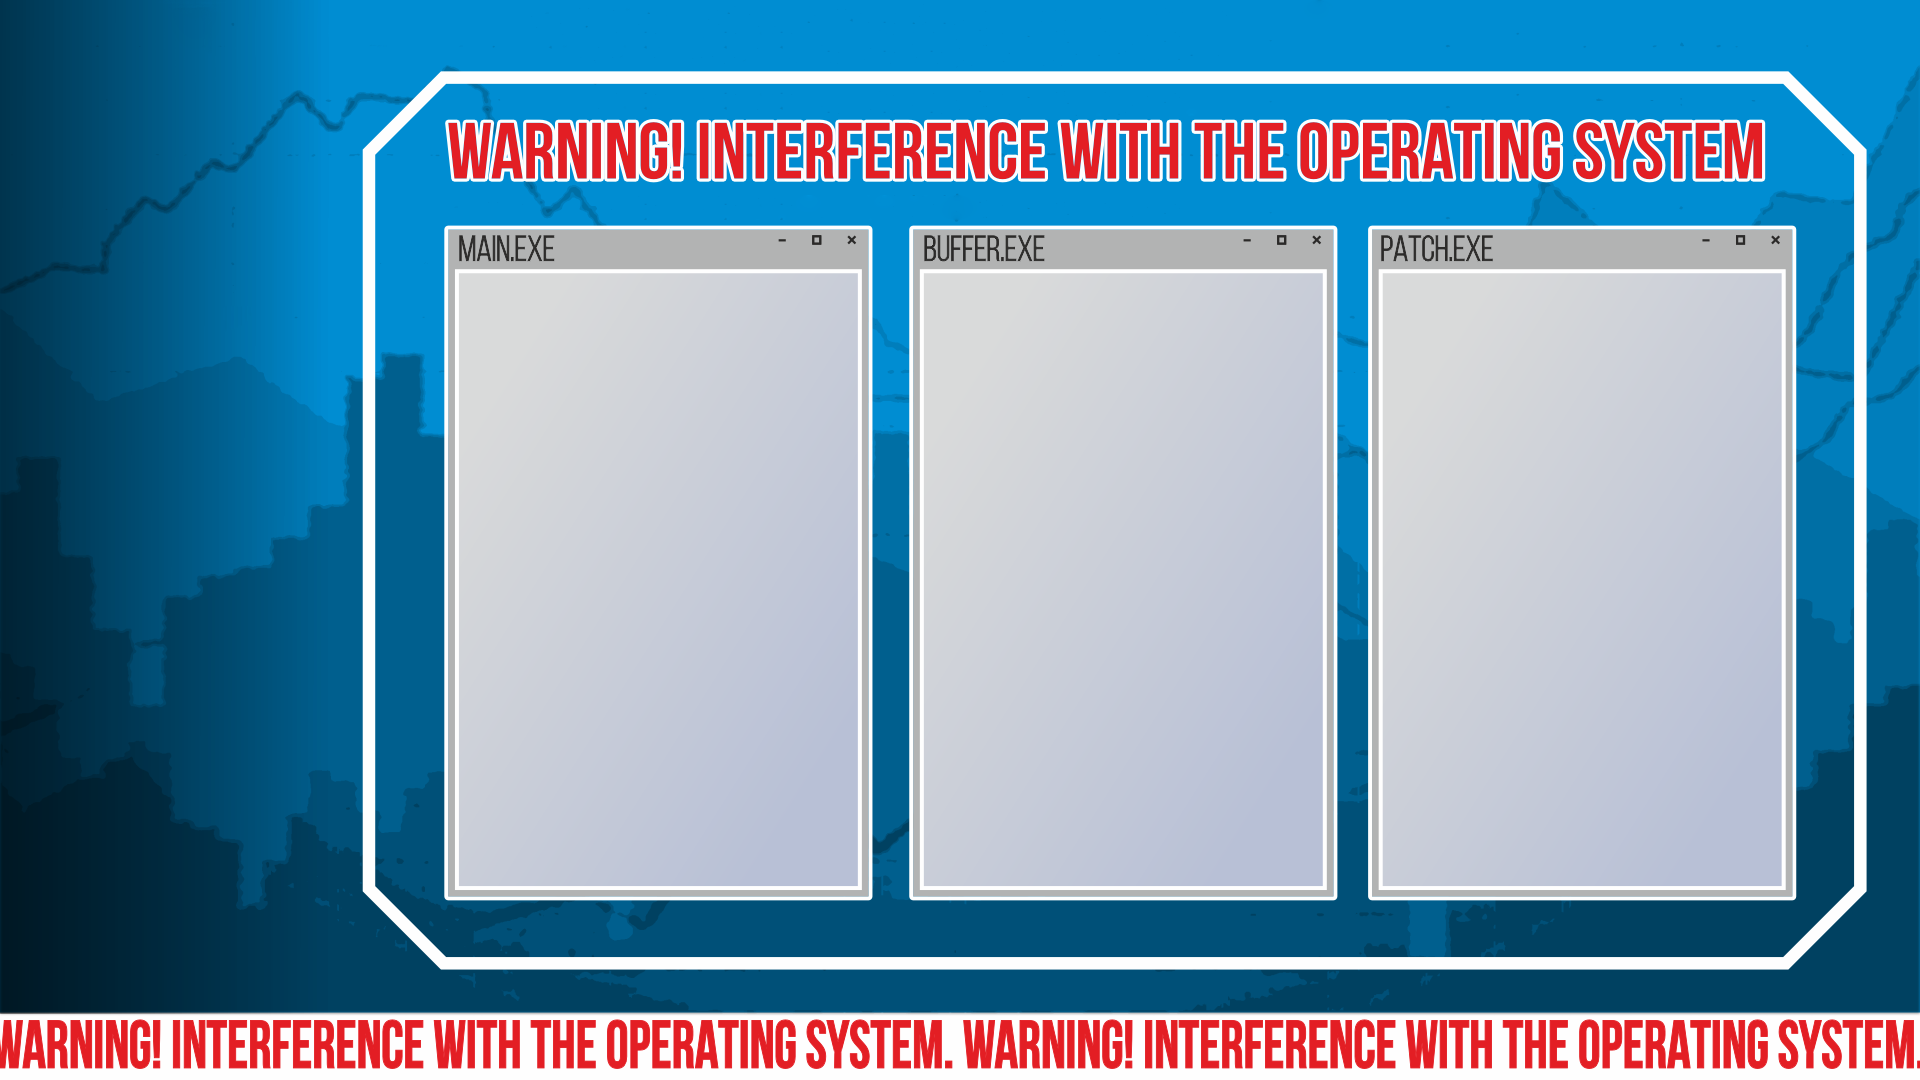 WARNING! INTERFERENCE WITH THE OPERATING SYSTEM
MAIN.EXE
BUFFER.EXE
PATCH.EXE
WARNING! INTERFERENCE WITH THE OPERATING SYSTEM. WARNING! INTERFERENCE WITH THE OPERATING SYSTEM.